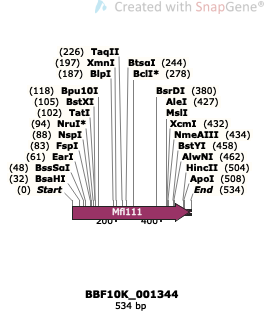 Created with SnapGene®
(226) TaqII
(197) XmnI BtsαI (244)
(187) BlpI BclI* (278)
(118) Bpu10I BsrDI (380)
(105) BstXI AleI (427)
(102) TatI MslI
(94) NruI* XcmI (432)
(88) NspI NmeAIII (434)
(83) FspI BstYI (458)
(61) EarI AlwNI (462)
(48) BssSαI HincII (504)
(32) BsaHI ApoI (508)
(0) Start End (534)
Mfl111
200 400
BBF10K_001344
534 bp